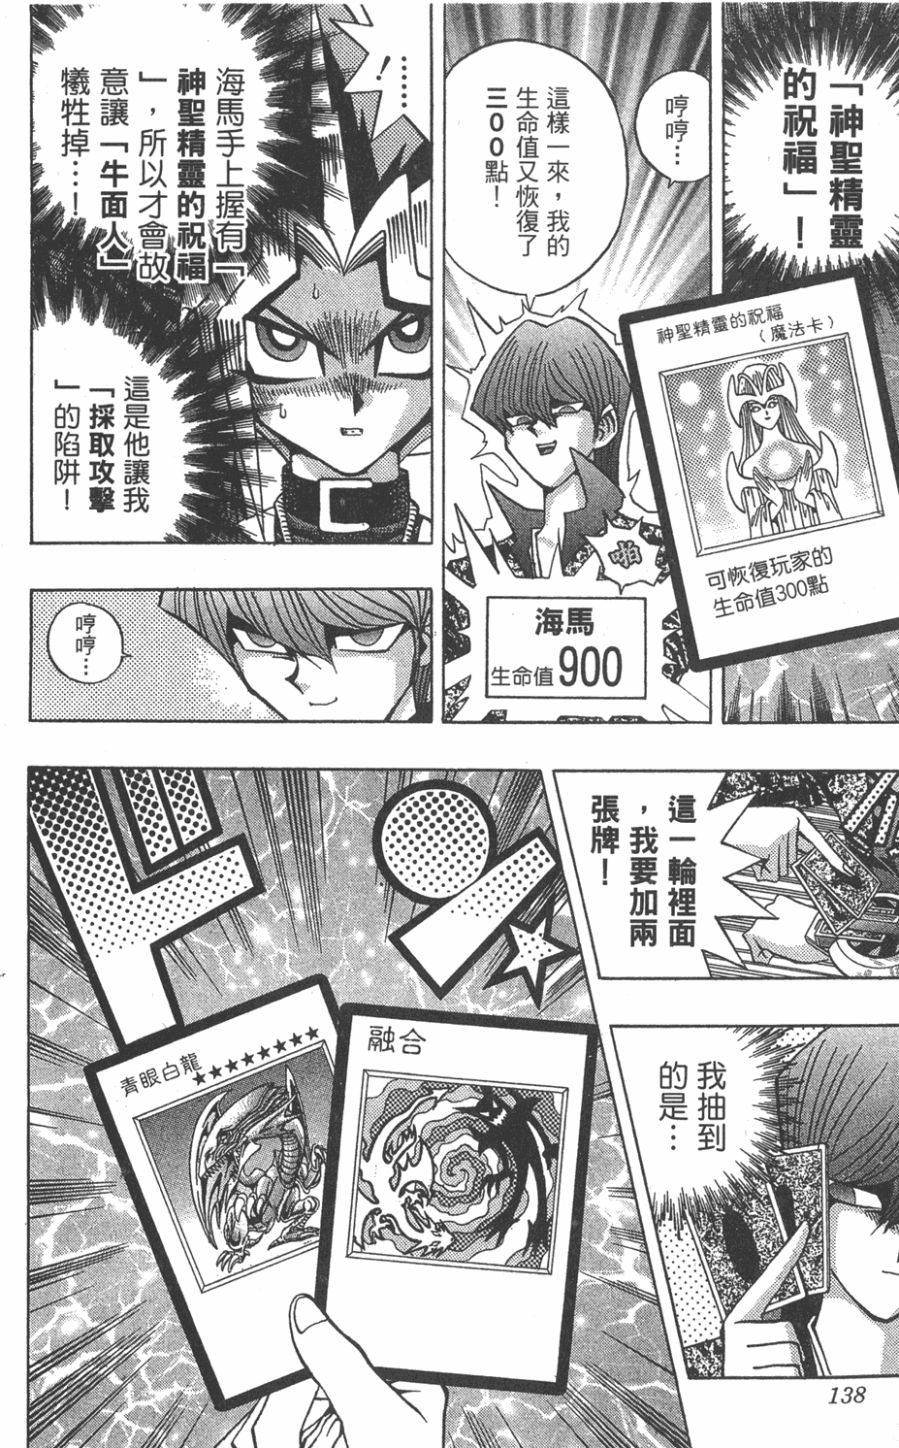 「神聖精靈
的祝福」！
神聖精靈的祝福
（魔法卡）
可恢復玩家的
生命值300點
哼哼…
這樣一來，我的
生命值又恢復了
三００點！
啪
海馬
生命值900
……！
海馬手上握有「
神聖精靈的祝福
」，所以才會故
意讓「牛面人」
犧牲掉…！
這是他讓我
「採取攻擊
」的陷阱！
哼哼…
這一輪裡面
，我要加兩
張牌！
我抽到
的是…
融合
青眼白龍
★★★★★★★★
138